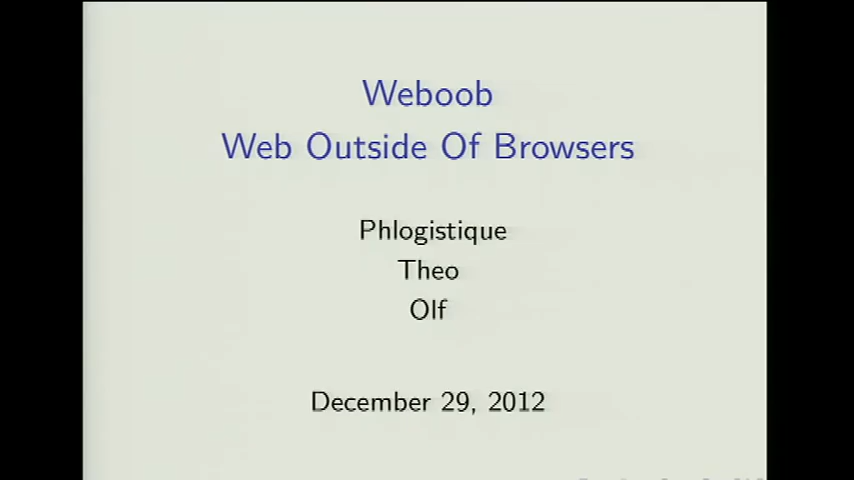 Weboob
Web Outside Of Browsers
Phlogistique
Theo
Olf
December 29, 2012